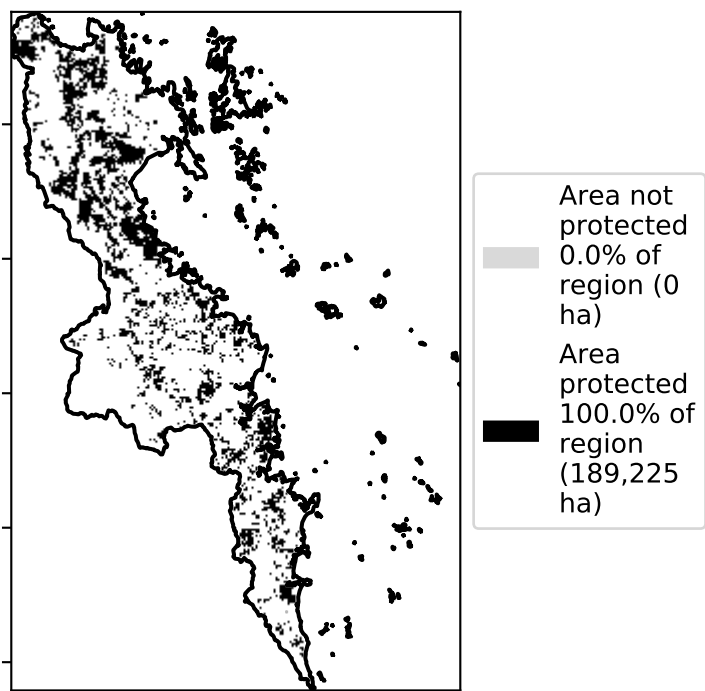 Area not
protected
0.0% of
region (0
ha)
Area
protected
100.0% of
region
(189,225
ha)